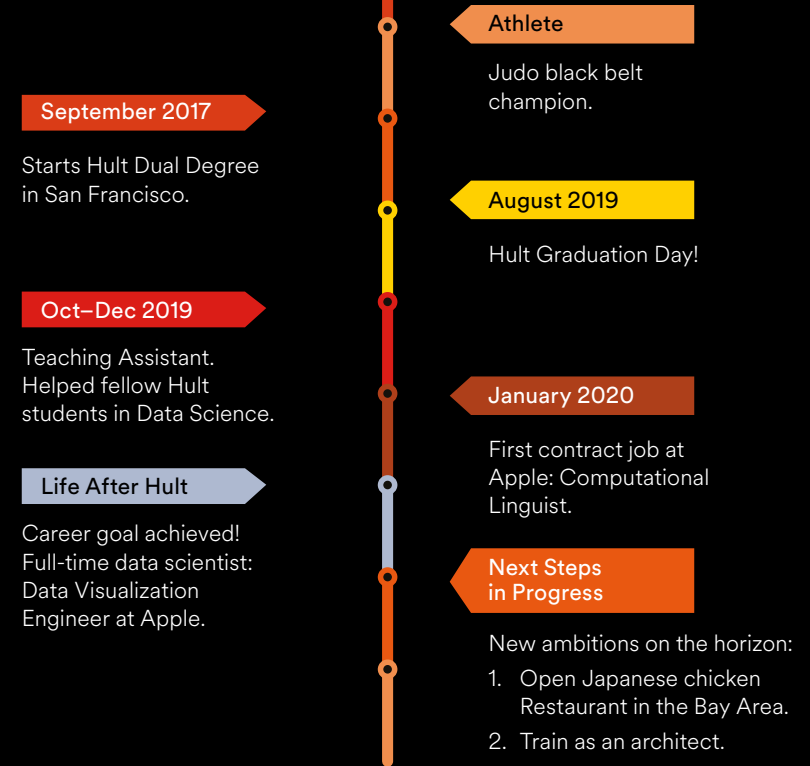 Athlete
Judo black belt
champion.
September 2017
Starts Hult Dual Degree
in San Francisco.
August 2019
Hult Graduation Day!
Oct–Dec 2019
Teaching Assistant.
Helped fellow Hult
students in Data Science.
January 2020
First contract job at
Apple: Computational
Linguist.
Life After Hult
Career goal achieved!
Full-time data scientist:
Data Visualization
Engineer at Apple.
Next Steps
in Progress
New ambitions on the horizon:
1. Open Japanese chicken
Restaurant in the Bay Area.
2. Train as an architect.